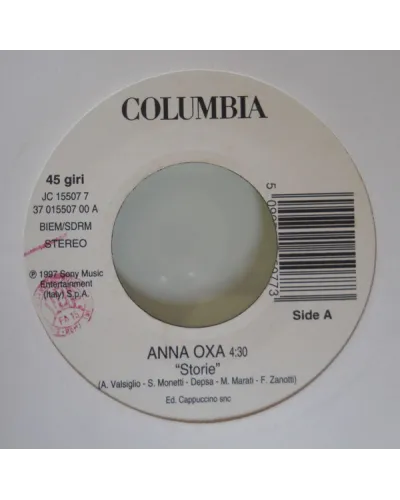 COLUMBIA
45 giri
JC 15507 7
37 015507 00 A
BIEM/SDRM
STEREO
℗ 1997 Sony Music
Entertainment
(Italy) S.p.A.
Side A
ANNA OXA 4:30
"Storie"
(A. Valsiglio - S. Monetti - Depsa - M. Marati - F. Zanotti)
Ed. Cappuccino snc